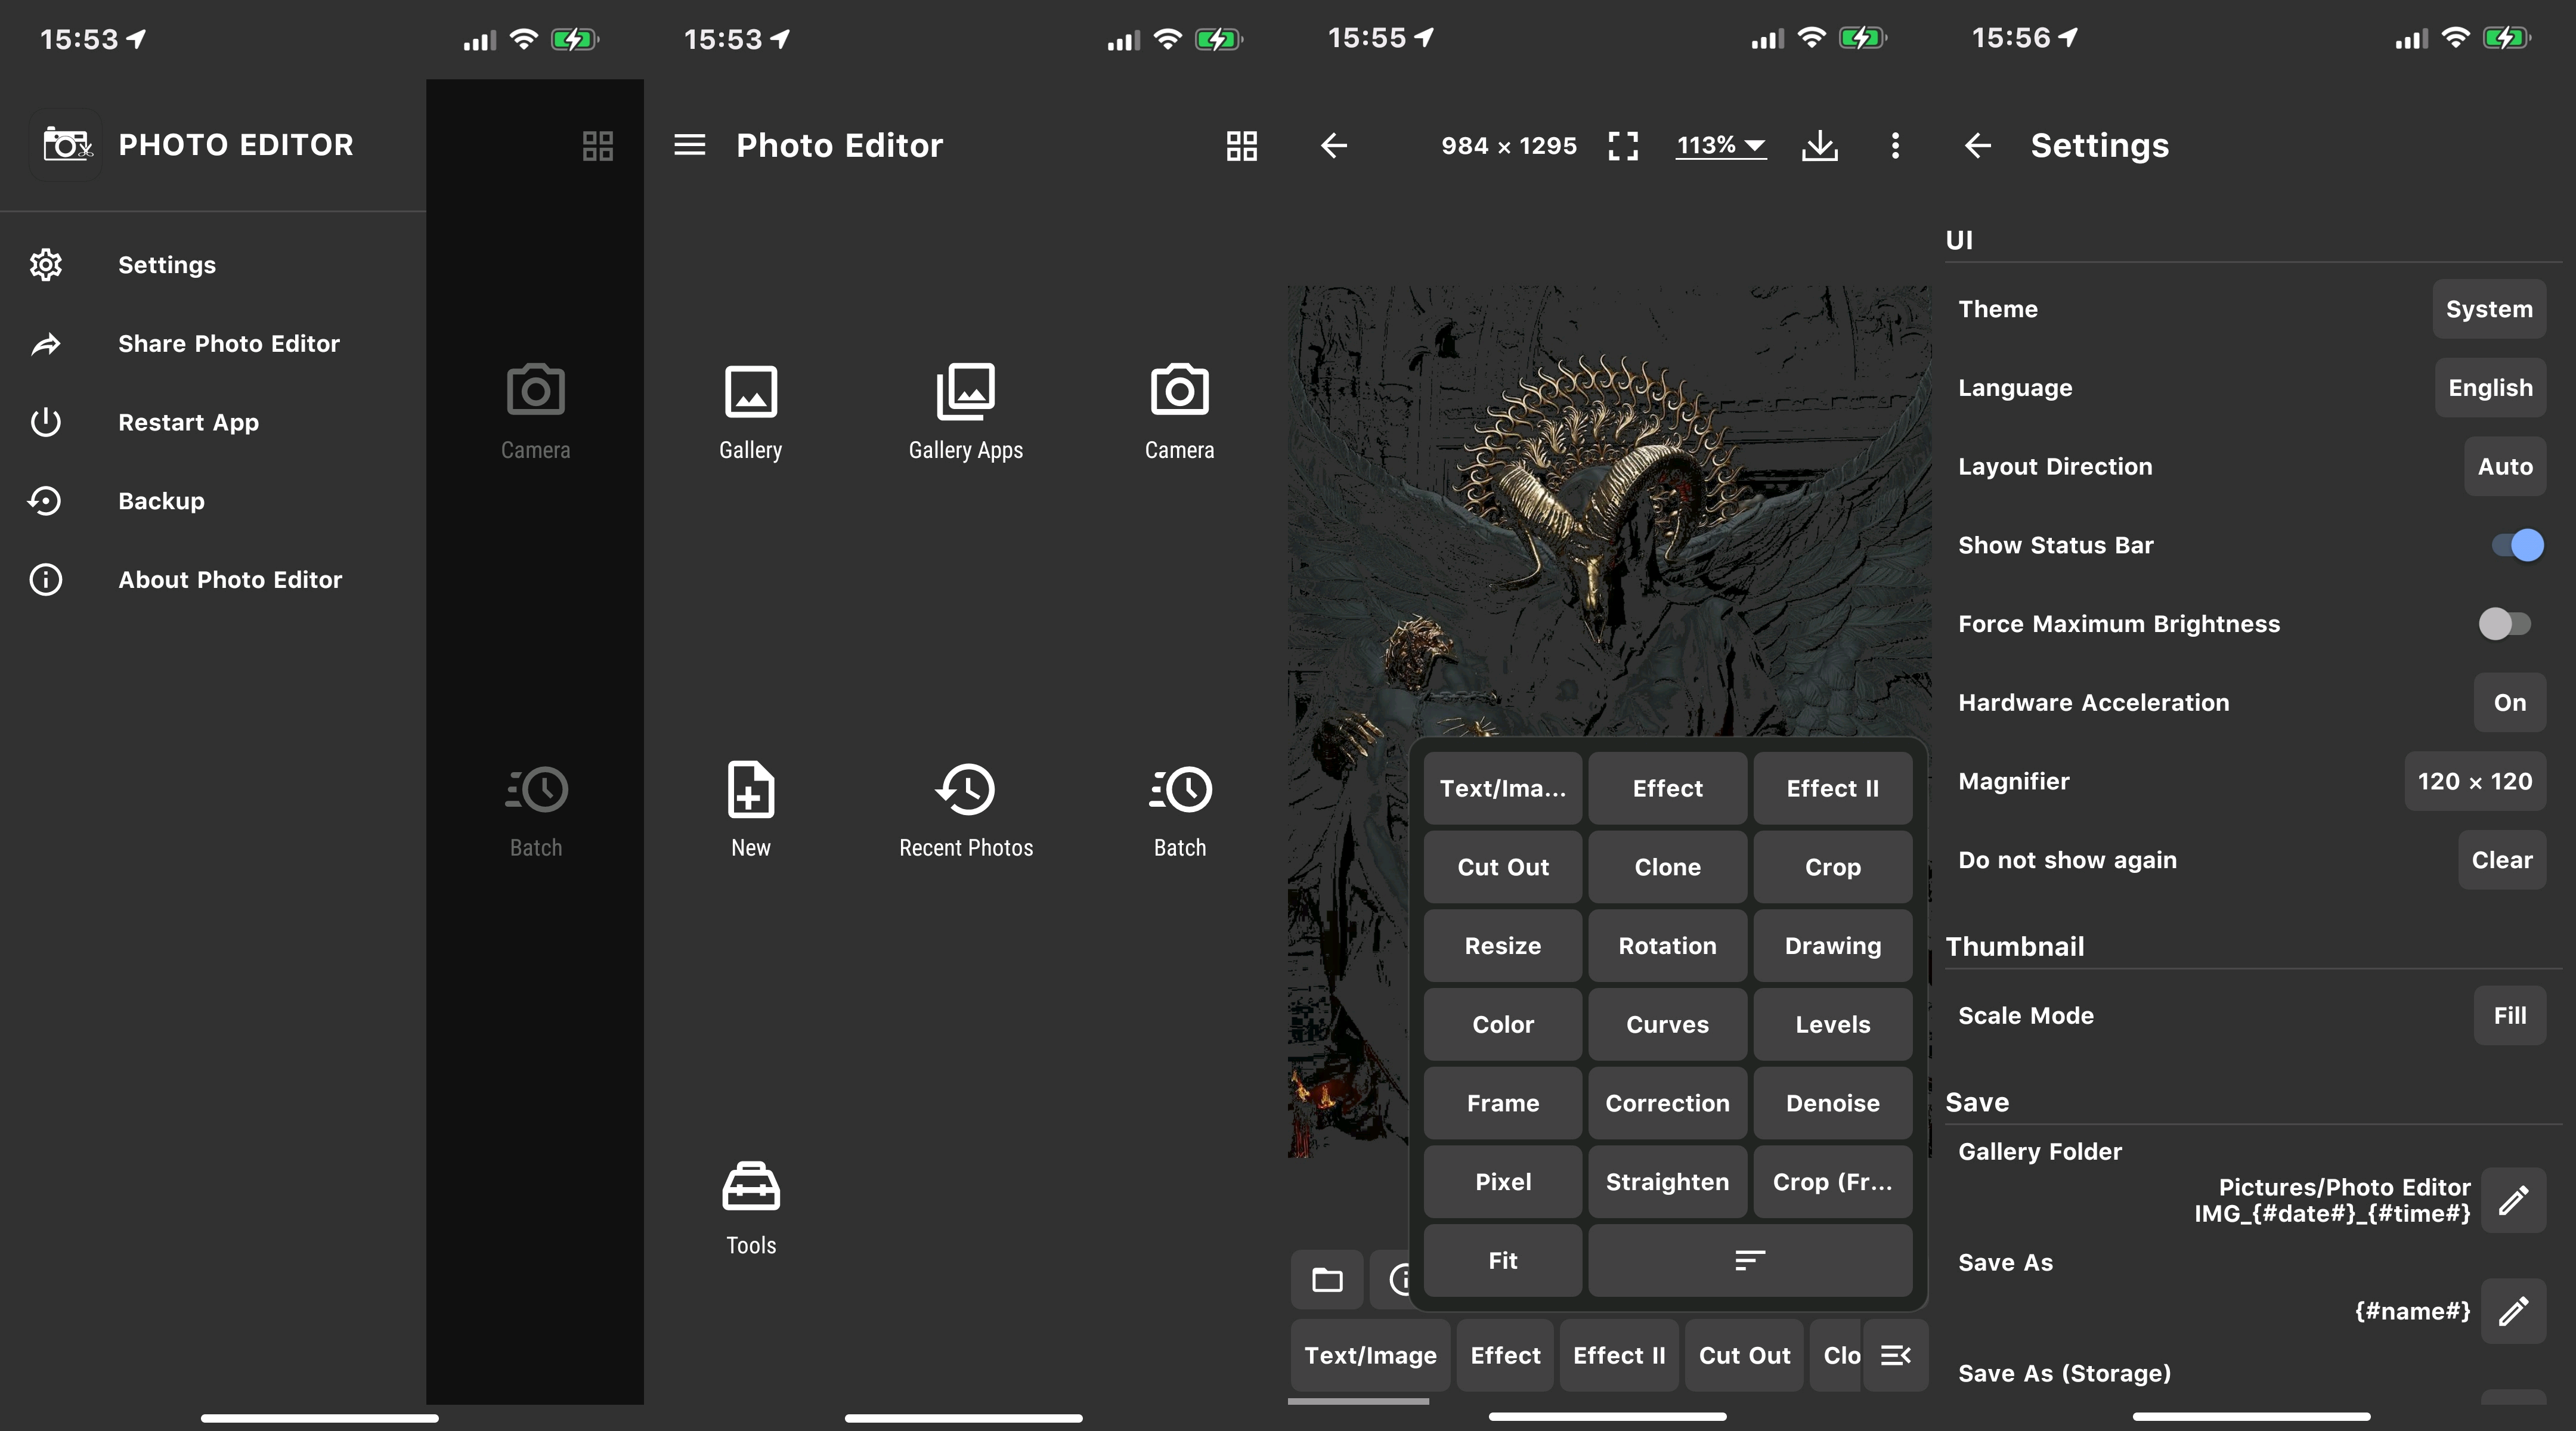 15:53
PHOTO EDITOR
Settings
Share Photo Editor
Restart App
Backup
About Photo Editor
Camera
Batch
15:53
Photo Editor
Gallery
Gallery Apps
Camera
New
Recent Photos
Batch
Tools
15:55
984 × 1295
113%
Text/Ima...
Effect
Effect II
Cut Out
Clone
Crop
Resize
Rotation
Drawing
Color
Curves
Levels
Frame
Correction
Denoise
Pixel
Straighten
Crop (Fr...
Fit
Text/Image
Effect
Effect II
Cut Out
Clo
15:56
Settings
UI
Theme
System
Language
English
Layout Direction
Auto
Show Status Bar
Force Maximum Brightness
Hardware Acceleration
On
Magnifier
120 × 120
Do not show again
Clear
Thumbnail
Scale Mode
Fill
Save
Gallery Folder
Pictures/Photo Editor
IMG_{#date#}_{#time#}
Save As
{#name#}
Save As (Storage)